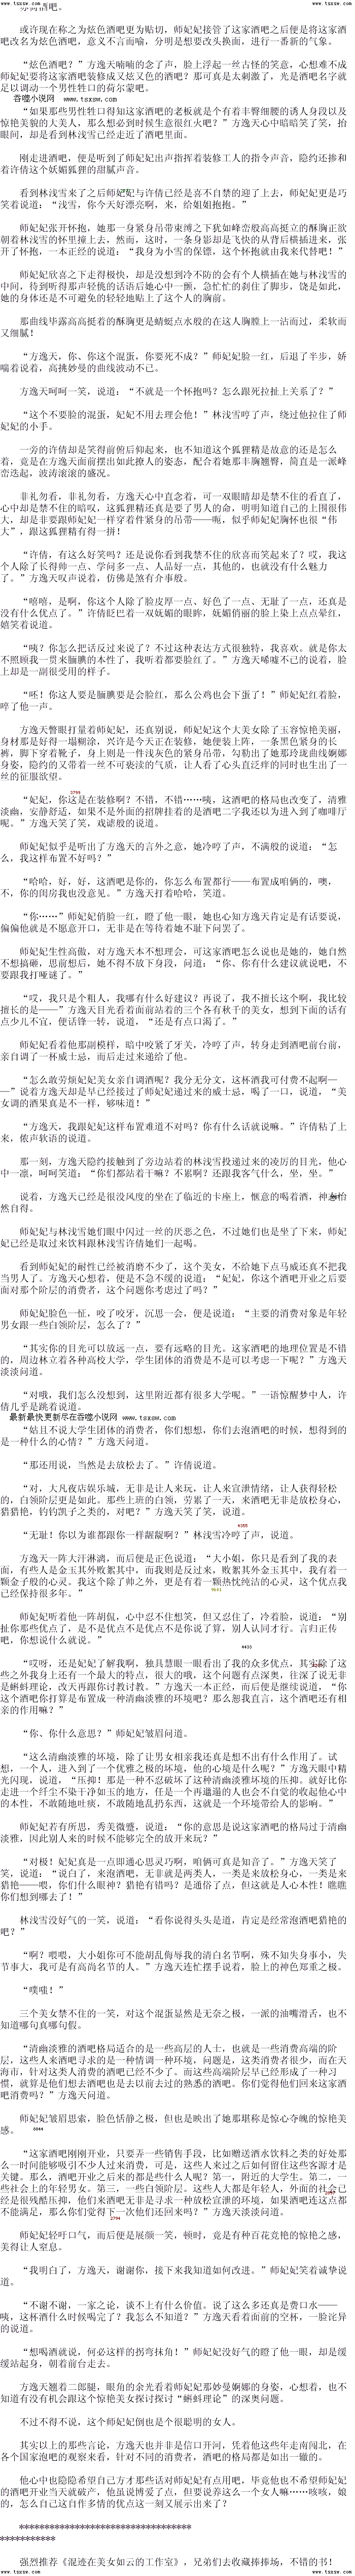 www.tsxsw.com
www.tsxsw.com
或许现在称之为炫色酒吧更为贴切，师妃妃接管了这家酒吧之后便是将这家酒
吧改名为炫色酒吧，意义不言而喻，分明是想要改头换面，进行一番新的气象。
“炫色酒吧？”方逸天喃喃的念了声，脸上浮起一丝古怪的笑意，心想难不成
师妃妃要将这家酒吧装修成又炫又色的酒吧？那可真是太刺激了，光是酒吧名字就
足以调动一个男性牲口的荷尔蒙吧。
吞噬小说网 www.tsxsw.com
“如果那些男性牲口得知这家酒吧的老板就是个有着丰臀细腰的诱人身段以及
惊艳美貌的大美人，那么想必到时候生意很红火吧？”方逸天心中暗暗笑了笑，抬
眼间，却是看到林浅雪已经走近了酒吧里面。
刚走进酒吧，便是听到了师妃妃出声指挥着装修工人的指令声音，隐约还掺和
着许倩这个妖媚狐狸的甜腻声音。
看到林浅雪来了之后师妃妃与许倩已经是喜不自禁的迎了上去，师妃妃更是巧
笑着说道：“浅雪，你今天好漂亮啊，来，给姐姐抱抱。”
师妃妃张开怀抱，她那一身紧身吊带束缚之下犹如峰峦般高高挺立的酥胸正欲
朝着林浅雪的怀里撞上去，然而，这时，一条身影却是飞快的从背后横插进来，张
开了怀抱，一本正经的说道：“我身为小雪的保镖，这个怀抱就由我来代替吧！”
师妃妃欣喜之下走得极快，却是没想到冷不防的会有个人横插在她与林浅雪的
中间，待到听得那声轻佻的话语后她心中一颤，急忙忙的刹住了脚步，饶是如此，
她的身体还是不可避免的轻轻地贴上了这个人的胸前。
那曲线毕露高高挺着的酥胸更是蜻蜓点水般的在这人胸膛上一沾而过，柔软而
又细腻！
“方逸天，你、你这个混蛋，你要死不成？”师妃妃脸一红，后退了半步，娇
喘着说着，高挑妙曼的曲线波动不已。
方逸天呵呵一笑，说道：“不就是一个怀抱吗？怎么跟死拉扯上关系了？”
“这个不要脸的混蛋，妃妃不用去理会他！”林浅雪哼了声，绕过他拉住了师
妃妃的小手。
一旁的许倩却是笑得前俯后仰起来，也不知道这个狐狸精是故意的还是怎么
着，竟是在方逸天面前摆出如此撩人的姿态，配合着她那丰胸翘臀，简直是一派峰
峦迭起，波涛滚滚的盛况。
非礼勿看，非礼勿看，方逸天心中直念着，可一双眼睛却是禁不住的看直了，
心中却是禁不住的暗叹，这狐狸精还真是要了男人的命，明明知道自己的上围很伟
大，却是非要跟师妃妃一样穿着件紧身的吊带——呃，似乎师妃妃胸怀也很“伟
大”，跟这狐狸精有得一拼！
“许倩，有这么好笑吗？还是说你看到我禁不住的欣喜而笑起来了？哎，我这
个人除了长得帅一点、学问多一点、人品好一点，其他的，也就没有什么魅力
了。”方逸天叹声说着，仿佛是煞有介事般。
“嘻嘻，是啊，你这个人除了脸皮厚一点、好色一点、无耻了一点，还真是
没有什么优点了。”许倩眨巴着一双妩媚的眼眸，妩媚俏丽的脸上染上点点晕红，
嬉笑着说道。
“咦？你怎么把话反过来说了？不过这种表达方式很独特，我喜欢。就是你太
不照顾我一贯来腼腆的本性了，我听着都要脸红了。”方逸天唏嘘不已的说着，脸
上却是一副很受用的样子。
“呸！你这人要是腼腆要是会脸红，那么公鸡也会下蛋了！”师妃妃红着脸，
啐了他一声。
方逸天瞥眼打量着师妃妃，还真别说，师妃妃这个大美女除了玉容惊艳美丽，
身材那是好得一塌糊涂，兴许是今天正在装修，她便装上阵，一条黑色紧身的长
裤，脚下穿着靴子，身上则是一件浅灰色的紧身吊带，勾勒出了她那玲珑曲线婀娜
身姿，隐约的又带着一丝不可亵渎的气质，让人看了心头直泛痒的同时也生出了一
丝的征服欲望。
“妃妃，你这是在装修啊？不错，不错……咦，这酒吧的格局也改变了，清雅
淡幽，安静舒适，如果不是外面的招牌挂着的是酒吧二字我还以为进入到了咖啡厅
呢。”方逸天笑了笑，戏谑般的说道。
师妃妃似乎是听出了方逸天的言外之意，她冷哼了声，不满般的说道：“怎
么，我这样布置不好吗？”
“哈哈，好，好，这酒吧是你的，你怎么布置都行——布置成咱俩的，噢，
不，你的闺房我也没意见。”方逸天打着哈哈，笑道。
“你……”师妃妃俏脸一红，瞪了他一眼，她也心知方逸天肯定是有话要说，
偏偏他就是不愿意开口，无非是在等待着她不耻下问罢了。
师妃妃生性高傲，对方逸天本不想理会，可这家酒吧怎么说也是她的，她自然
不想搞砸，思前想后，她不得不放下身段，问道：“你、你有什么建议就说吧，不
要跟我打哑谜了。”
“哎，我只是个粗人，我哪有什么好建议？再说了，我不擅长这个啊，我比较
擅长的是——”方逸天目光看着面前站着的三个各有秋千的美女，想到下面的话有
点少儿不宜，便话锋一转，说道，“还是有点口渴了。”
师妃妃看着他那副模样，暗中咬紧了牙关，冷哼了声，转身走到酒吧前台前，
亲自调了一杯威士忌，而后走过来递给了他。
“怎么敢劳烦妃妃美女亲自调酒呢？我分无分文，这杯酒我可付费不起啊——
—”说着方逸天却是早已经接过了师妃妃递过来的威士忌，喝了一口，说道，“美
女调的酒果真是不一样，够味道！”
“方逸天，我跟妃妃这样布置难道不对吗？你有什么话就说嘛。”许倩粘了上
来，侬声软语的说道。
那一刻，方逸天隐约接触到了旁边站着的林浅雪投递过来的凌厉的目光，他心
中一凛，呵呵笑道：“你们都站着干嘛？不累啊？还跟我客气什么，坐，坐。”
说着，方逸天已经是很没风度的坐在了临近的卡座上，惬意的喝着酒，神态怡
然自得。
师妃妃与林浅雪她们眼中闪过一丝的厌恶之色，不过她们也是坐了下来，师妃
妃已经是取过来饮料跟林浅雪许倩她们一起喝。
看到师妃妃的耐性已经被消磨不少了，这个美女，不给她下点马威还真不把我
当男人了。方逸天心想着，便是不急不缓的说道：“妃妃，你这个酒吧开业之后要
面对那个阶层的消费者，这个问题你考虑到了吗？”
师妃妃脸色一怔，咬了咬牙，沉思一会，便是说道：“主要的消费对象是年轻
男女跟一些白领阶层，怎么了？”
“其实你的目光可以放远一点，要有远略的目光。这家酒吧的地理位置是不错
的，周边林立着各种高校大学，学生团体的消费是不是可以考虑一下呢？”方逸天
淡淡问道。
“对哦，我们怎么没想到，这里附近都有很多大学呢。”一语惊醒梦中人，许
倩几乎是跳着说道。
最新最快更新尽在吞噬小说网 www.tsxsw.com
“姑且不说大学生团体的消费者，你们想想，你们去泡酒吧的时候，想得到的
是一种什么的心情？”方逸天问道。
“那还用说，当然是去放松去了。”许倩说道。
“对，大凡夜店娱乐城，无非是让人来玩，让人来宣泄情绪，让人获得轻松
的，白领阶层更是如此。那些上班的白领，劳累了一天，来酒吧无非是放松身心，
猎猎艳，钓钓凯子之类的，对吧？”方逸天笑了笑，说道。
“无耻！你以为谁都跟你一样龌龊啊？”林浅雪冷哼了声，说道。
方逸天一阵大汗淋漓，而后便是正色说道：“大小姐，你只是看到了我的表
面，有些人是金玉其外败絮其中，而我则是反过来，败絮其外金玉其中，我有着一
颗金子般的心灵。我这个除了帅之外，更是有着一颗热忱纯洁的心灵，这个优点我
已经保持很多年。”
师妃妃听着他一阵胡侃，心中忍不住想笑，但又忍住了，冷着脸，说道：“别
扯你那些优点了，是不是优点不是优点不是你说了算，别人认同才行。言归正传
吧，你想说什么就说。”
“哎呀，还是妃妃了解我啊，独具慧眼一眼看出了我的众多优点，其实除了这
些之外我身上还有一个最大的特点，很大的哦，这个问题有点深奥，往深了说无非
是蝌蚪理论，改天再跟你讨教讨教。”方逸天一本正经，而后便是继续说道，“你
这个酒吧你打算是布置成一种清幽淡雅的环境吧？那么恕我直言，这个酒吧还有相
亲的作用嘛？”
“你、你什么意思？”师妃妃皱眉问道。
“这么清幽淡雅的环境，除了让男女相亲我还真是想不出有什么作用了。试
想，一个人，进入到了一个优雅之极的环境，他的心境是什么呢？”方逸天眼中精
光闪现，说道，“压抑！那是一种不忍破坏了这种清幽淡雅环境的压抑。就好比你
走进一个纤尘不染干净如玉的地方，任是一个再邋遢的人也会不自觉的收起他心中
的本性，不敢随地吐痰，不敢随地乱扔东西，这就是一个环境带给人的影响。”
师妃妃若有所思，秀美微蹙，说道：“你的意思是说这家酒吧的格局过于清幽
淡雅，因此别人来的时候不能够完全的放开来玩？”
“对极！妃妃真是一点即通心思灵巧啊，咱俩可真是知音了。”方逸天笑了
笑，说道：“说白了，来泡酒吧，无非就是两类人，一类是来放松身心，一类是来
猎艳——喂，你们什么眼神？猎艳有错吗？是通俗了点，但这就是人心本性！瞧瞧
你们想到哪去了！”
林浅雪没好气的一笑，说道：“看你说得头头是道，肯定是经常泡酒吧猎艳的
吧？”
“啊？喂喂，大小姐你可不能胡乱侮辱我的清白名节啊，殊不知失身事小，失
节事大，我可是有高尚名节的人。”方逸天连忙摆手说着，脸上的神色郑重之极。
“噗嗤！”
三个美女禁不住的一笑，对这个混蛋显然是无奈之极，一派的油嘴滑舌，也不
知道哪句真哪句假。
“清幽淡雅的酒吧格局适合的是一些高层的人士，也就是一些消费高端的阶
层，这些人来酒吧寻求的是一种情调一种环境，问题是，这类消费者很少，而在天
海市，针对这么人消费的酒吧已经不少了。而这些高端阶层早已经形成了一种习
惯，就算是他们想去酒吧也是去以前去过的熟悉的酒吧。你们觉得他们回来这家酒
吧消费吗？”方逸天问道。
师妃妃皱眉思索，脸色恬静之极，但也是映出了她那堪称是惊心夺魄的惊艳美
感。
“这家酒吧刚刚开业，只要弄一些销售手段，比如赠送酒水饮料之类的好处那
么一时间能够吸引不少人过来消费，可是，这些人来过之后如何留住这些客源才是
关键。那么，酒吧开业之后来的都是些什么人呢？第一，附近的大学生。第二，一
些社会上的年轻男女。第三，一些白领阶层。这些人大都是年轻人，外面的社会已
经是很残酷压抑，他们来酒吧无非是寻求一种放松宣泄的环境，如果酒吧连这点都
不能满足，那么你们觉得下一次他们还回来吗？”方逸天淡淡问道。
师妃妃轻吁口气，而后便是展颜一笑，顿时，竟是有种百花竞艳的惊艳之感，
美得让人窒息。
“我明白了，方逸天，谢谢你，接下来我知道如何改进。”师妃妃笑着诚挚说
道。
“不谢不谢，一家之论，谈不上有什么价值。说了这么多还真是费口水——
咦，这杯酒什么时候喝完了？我怎么不知道？”方逸天看着面前的空杯，一脸诧异
的说道。
“想喝酒就说，何必这样的拐弯抹角！”师妃妃没好气的瞪了他一眼，却是缓
缓站起身，朝着前台走去。
方逸天翘着二郎腿，眼角的余光看着师妃妃那妙曼婀娜的身姿，心想着，也不
知道有没有机会跟这个惊艳美女探讨探讨“蝌蚪理论”的深奥问题。
不过不得不说，这个师妃妃倒也是个很聪明的女人。
其实以上的那些言论，方逸天也并非是信口开河，凭着他这些年走南闯北，在
各个国家泡吧的观察来看，针对不同的消费者，酒吧的格局都是如出一辙的。
他心中也隐隐希望自己方才那些话对师妃妃有点用吧，毕竟他也不希望师妃妃
的酒吧开业当天就破产，他虽说博爱了点，但要说养这么一个女人嘛……咳咳，娘
的，怎么自己这自作多情的优点这一刻又展示出来了？
**********************************
***********
强烈推荐《混迹在美女如云的工作室》，兄弟们去收藏捧捧场，不错的书！
www.tsxsw.com
www.tsxsw.com